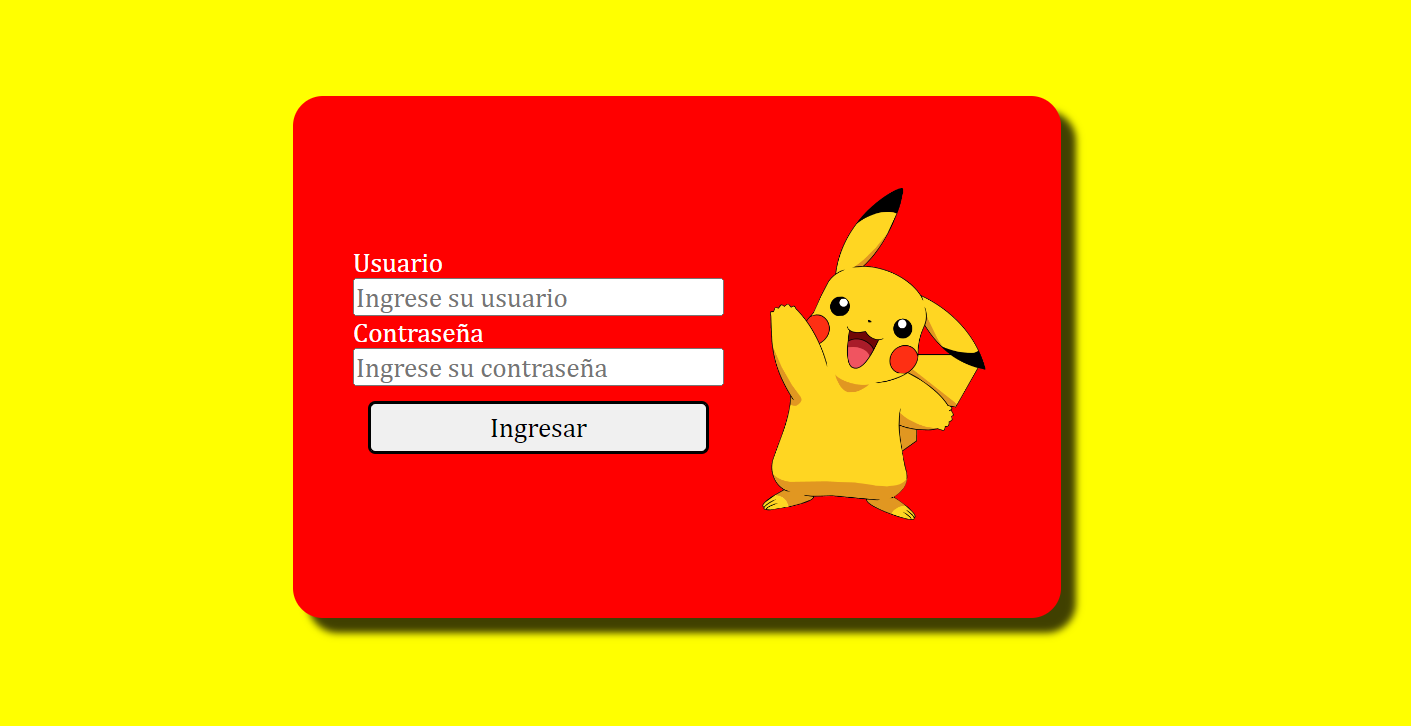 Usuario
Ingrese su usuario
Contraseña
Ingrese su contraseña
Ingresar